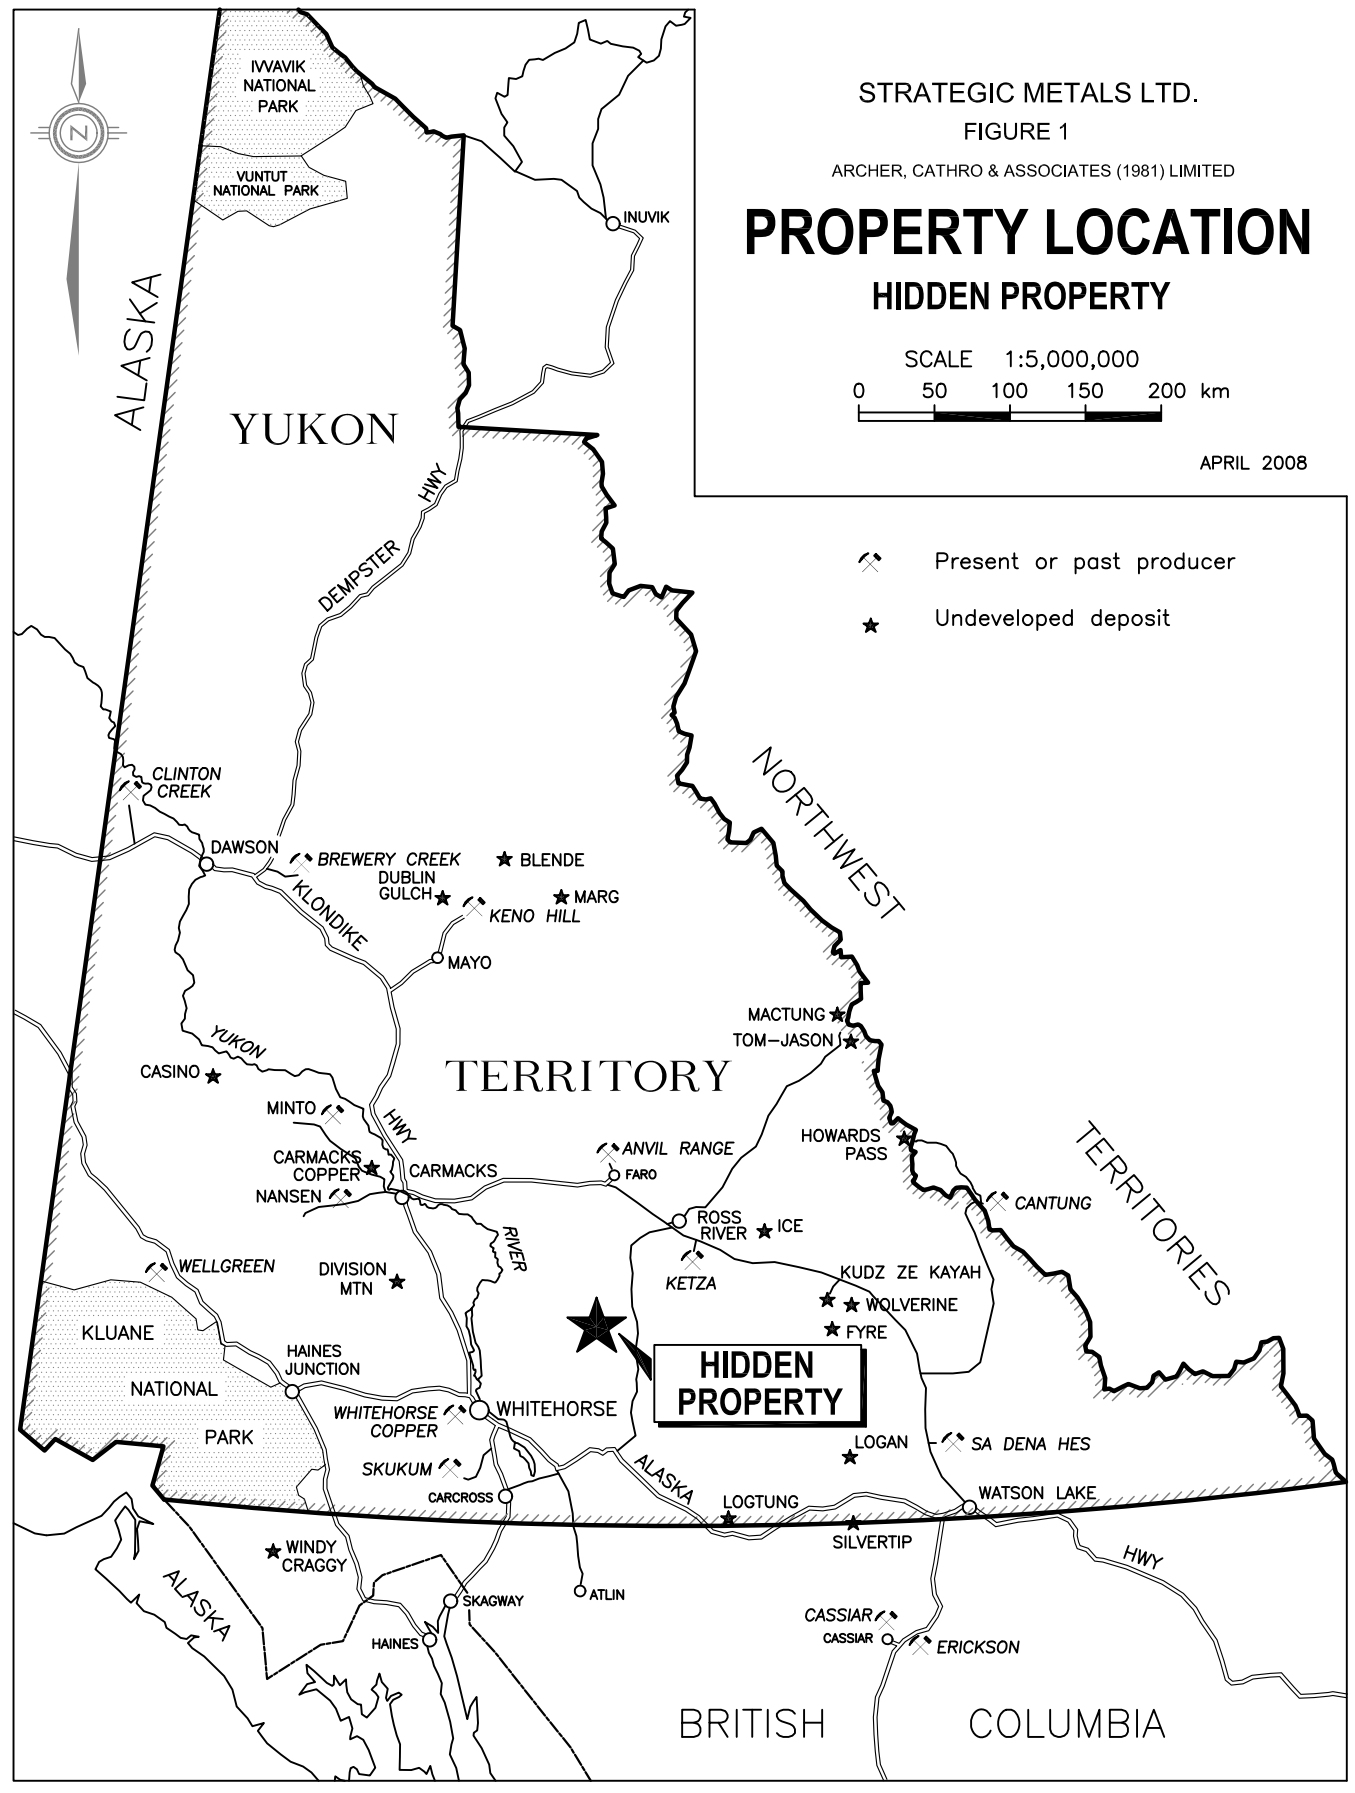 STRATEGIC METALS LTD.
FIGURE 1
ARCHER, CATHRO & ASSOCIATES (1981) LIMITED
PROPERTY LOCATION
HIDDEN PROPERTY
SCALE 1:5,000,000
0 50 100 150 200 km
APRIL 2008
Present or past producer
Undeveloped deposit
N
IVVAVIK
NATIONAL
PARK
VUNTUT
NATIONAL PARK
INUVIK
ALASKA
YUKON
HWY
DEMPSTER
NORTHWEST
CLINTON
CREEK
DAWSON
BREWERY CREEK
BLENDE
DUBLIN
GULCH
MARG
KENO HILL
KLONDIKE
MAYO
MACTUNG
TOM-JASON
YUKON
CASINO
TERRITORY
MINTO
HWY
HOWARDS
PASS
TERRITORIES
ANVIL RANGE
CARMACKS
COPPER
CARMACKS
FARO
NANSEN
CANTUNG
ROSS
RIVER
ICE
RIVER
WELLGREEN
DIVISION
MTN
KETZA
KUDZ ZE KAYAH
WOLVERINE
FYRE
KLUANE
HAINES
JUNCTION
HIDDEN
PROPERTY
NATIONAL
WHITEHORSE
COPPER
WHITEHORSE
PARK
LOGAN
SA DENA HES
SKUKUM
ALASKA
CARCROSS
LOGTUNG
WATSON LAKE
SILVERTIP
WINDY
CRAGGY
HWY
ALASKA
SKAGWAY
ATLIN
CASSIAR
CASSIAR
HAINES
ERICKSON
BRITISH COLUMBIA